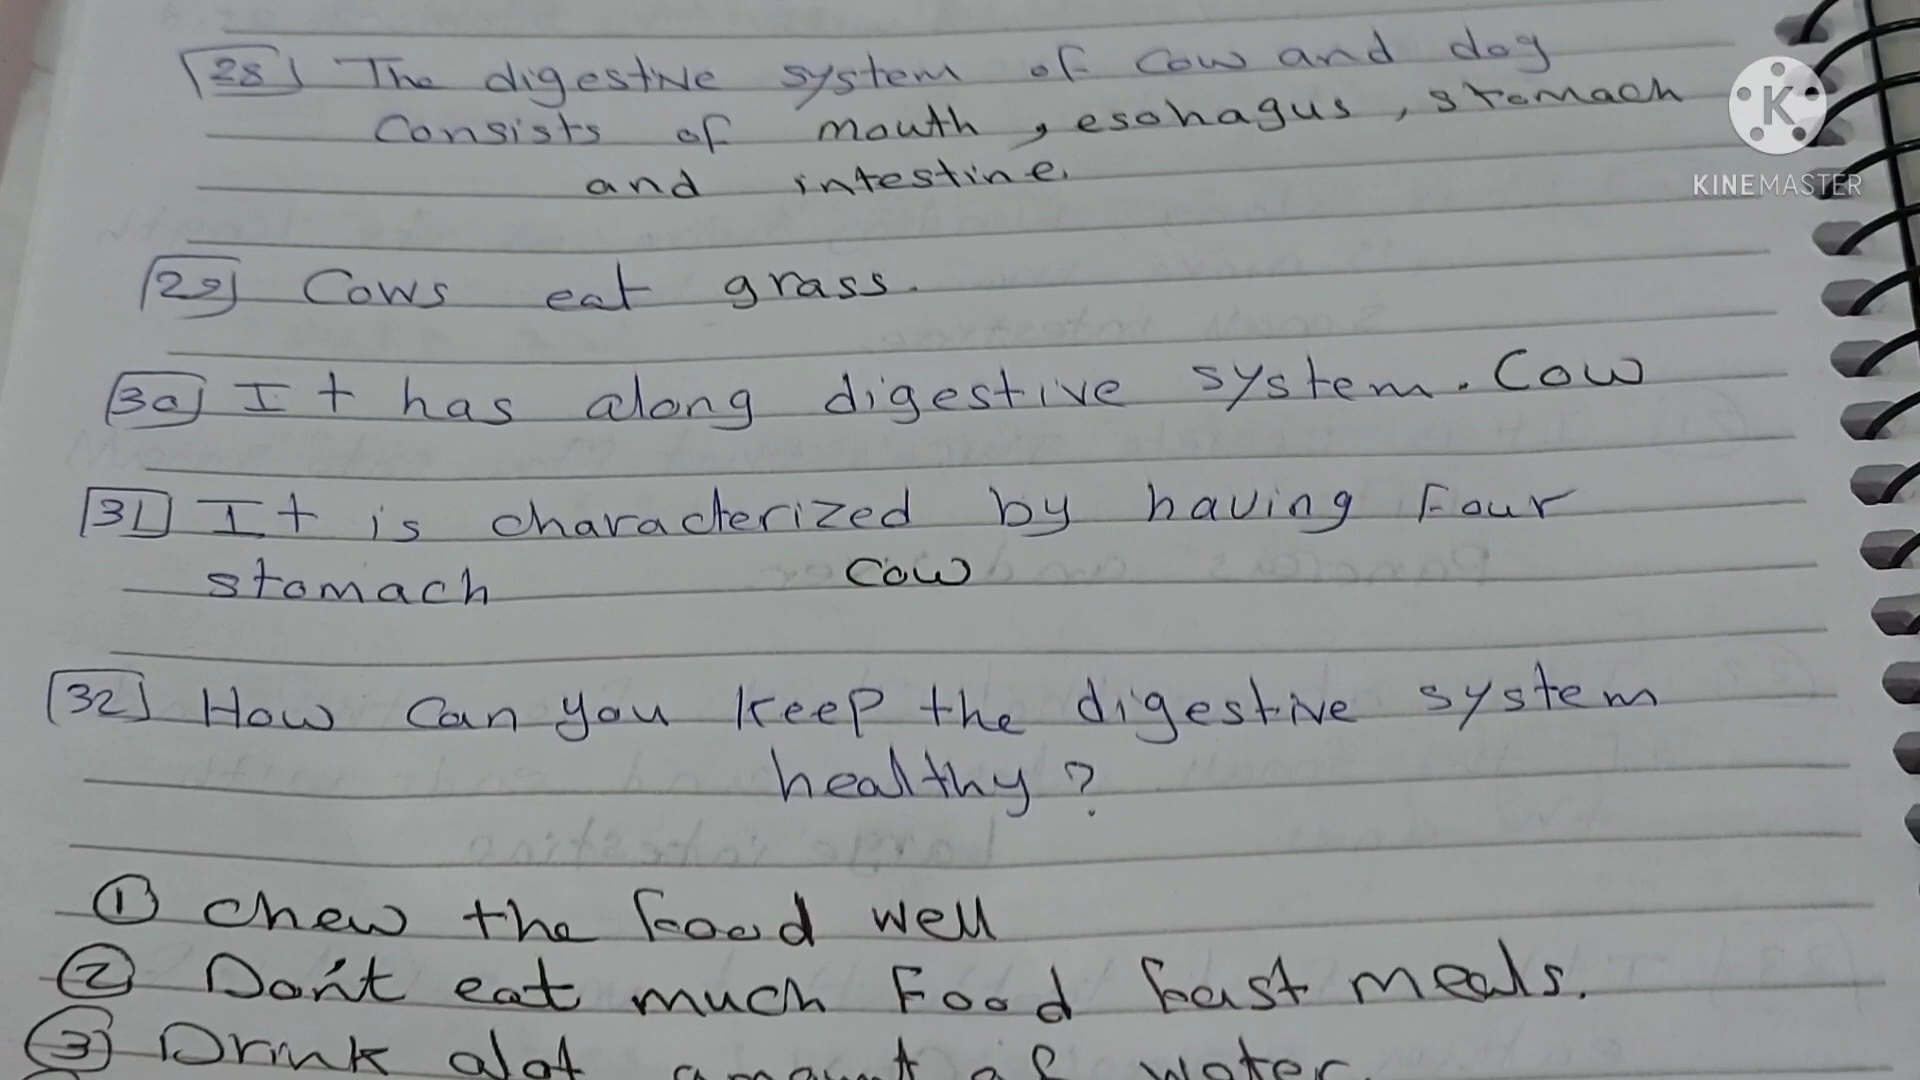 28 The digestive system of cow and dog
Consists of mouth, esohagus, stomach
and intestine.
K
KINEMASTER
29 Cows eat grass.
30 It has along digestive system. Cow
31 It is characterized by having Four
stomach cow
32 How can you keep the digestive system
healthy?
1 chew the food well
2 Don't eat much Food fast meals.
3 Drink alot amount of water.